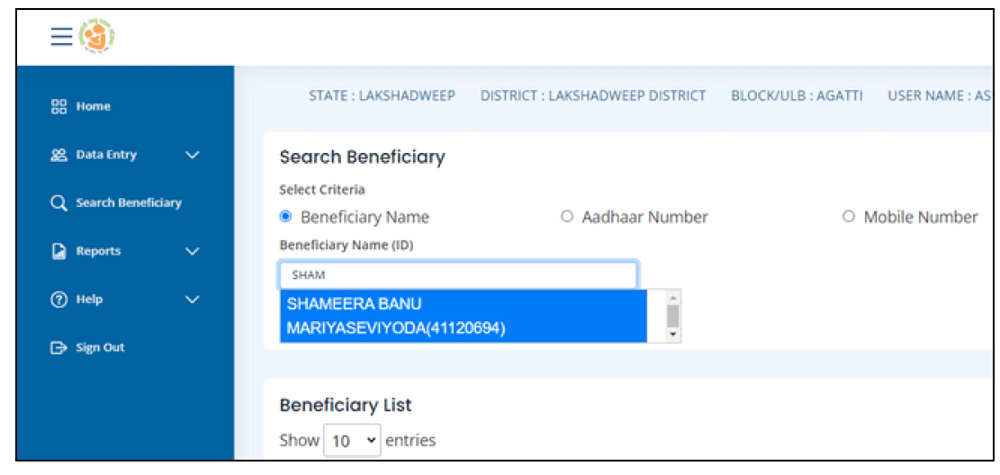 STATE : LAKSHADWEEP DISTRICT : LAKSHADWEEP DISTRICT BLOCK/ULB : AGATTI USER NAME : AS
Home
Data Entry
Search Beneficiary
Reports
Help
Sign Out
Search Beneficiary
Select Criteria
Beneficiary Name Aadhaar Number Mobile Number
Beneficiary Name (ID)
SHAM
SHAMEERA BANU
MARIYASEVIYODA(41120694)
Beneficiary List
Show 10 entries